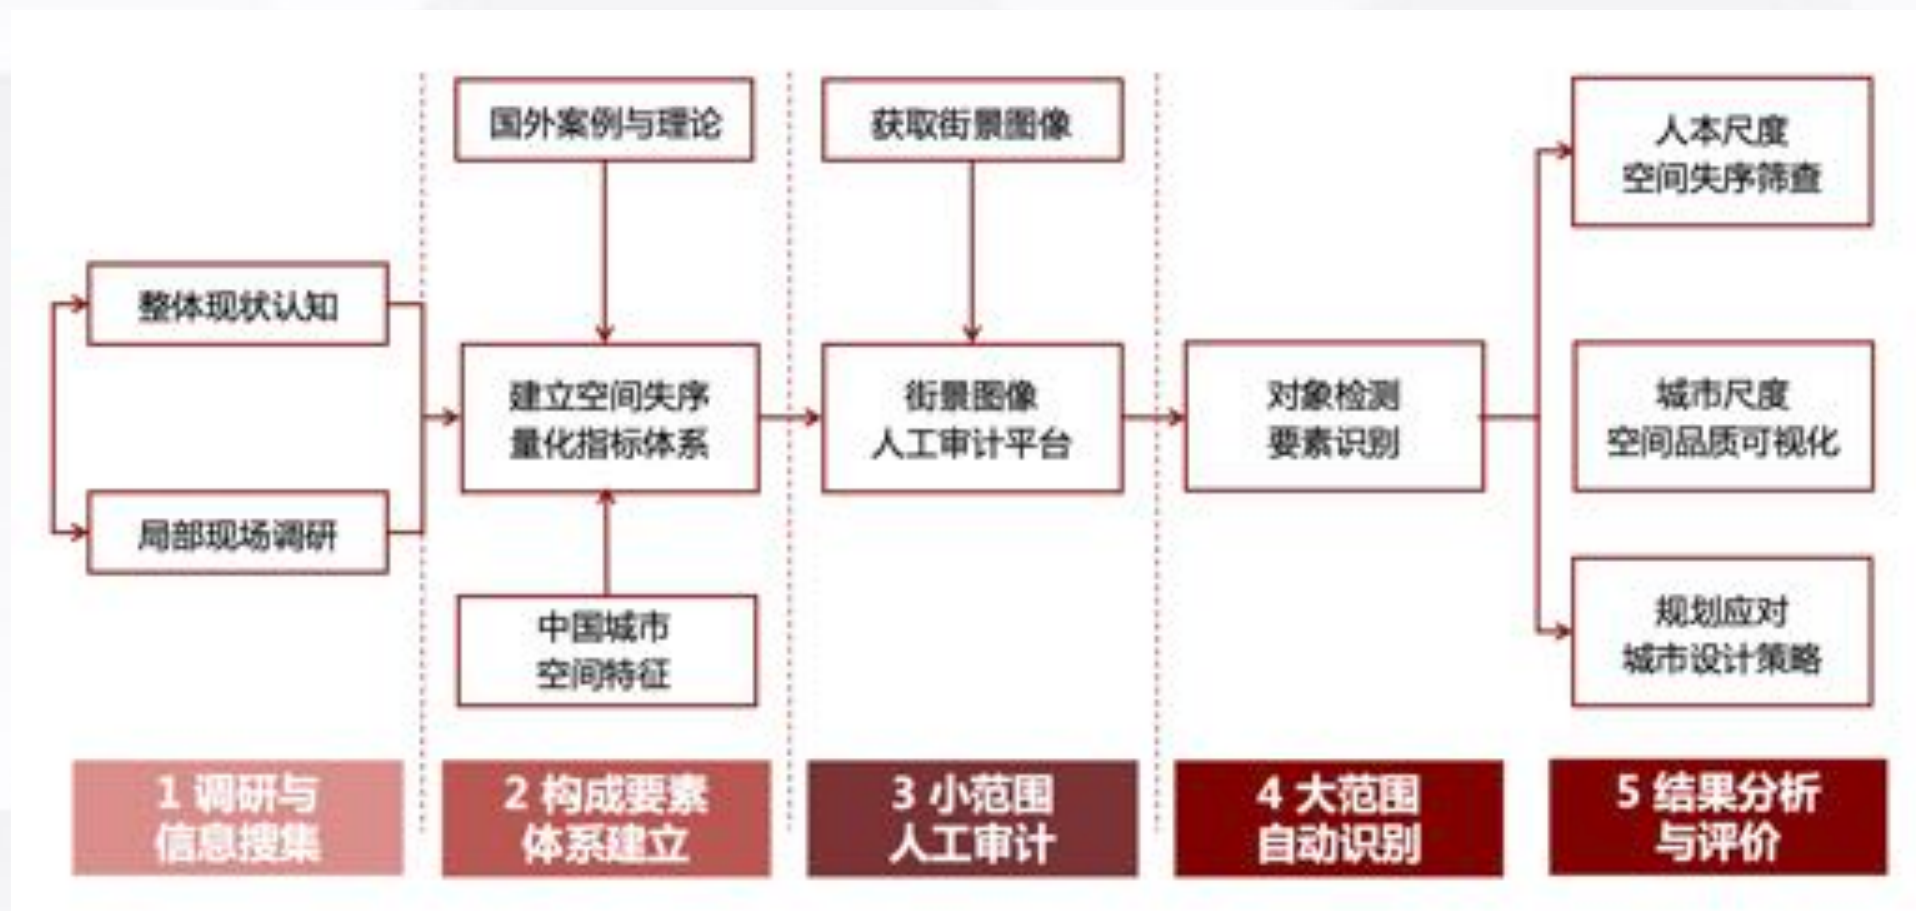 国外案例与理论
获取街景图像
人本尺度
空间失序筛查
整体现状认知
建立空间失序
量化指标体系
街景图像
人工审计平台
对象检测
要素识别
城市尺度
空间品质可视化
局部现场调研
中国城市
空间特征
规划应对
城市设计策略
1 调研与
信息搜集
2 构成要素
体系建立
3 小范围
人工审计
4 大范围
自动识别
5 结果分析
与评价